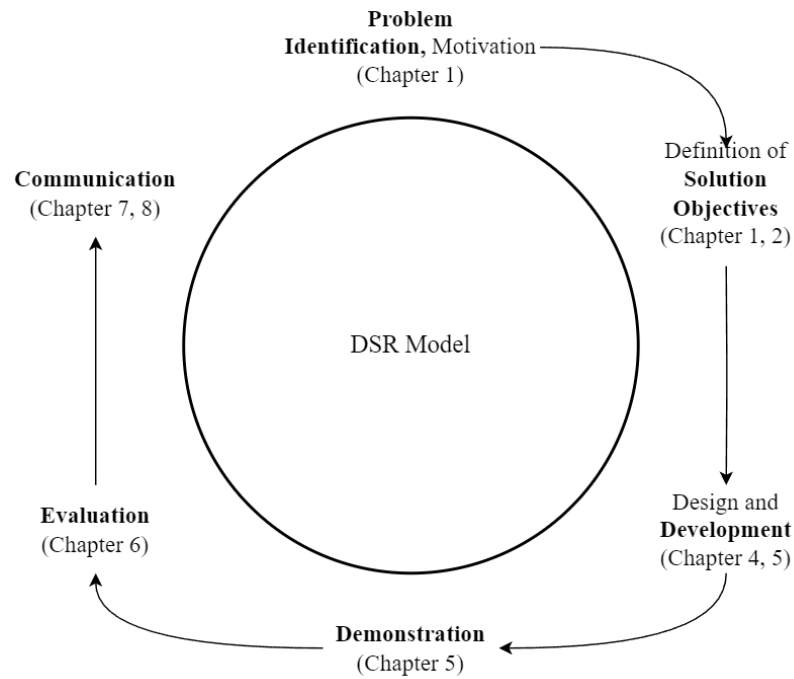 Problem
Identification, Motivation
(Chapter 1)
Definition of
Solution
Objectives
(Chapter 1, 2)
Communication
(Chapter 7, 8)
DSR Model
Design and
Development
(Chapter 4, 5)
Evaluation
(Chapter 6)
Demonstration
(Chapter 5)